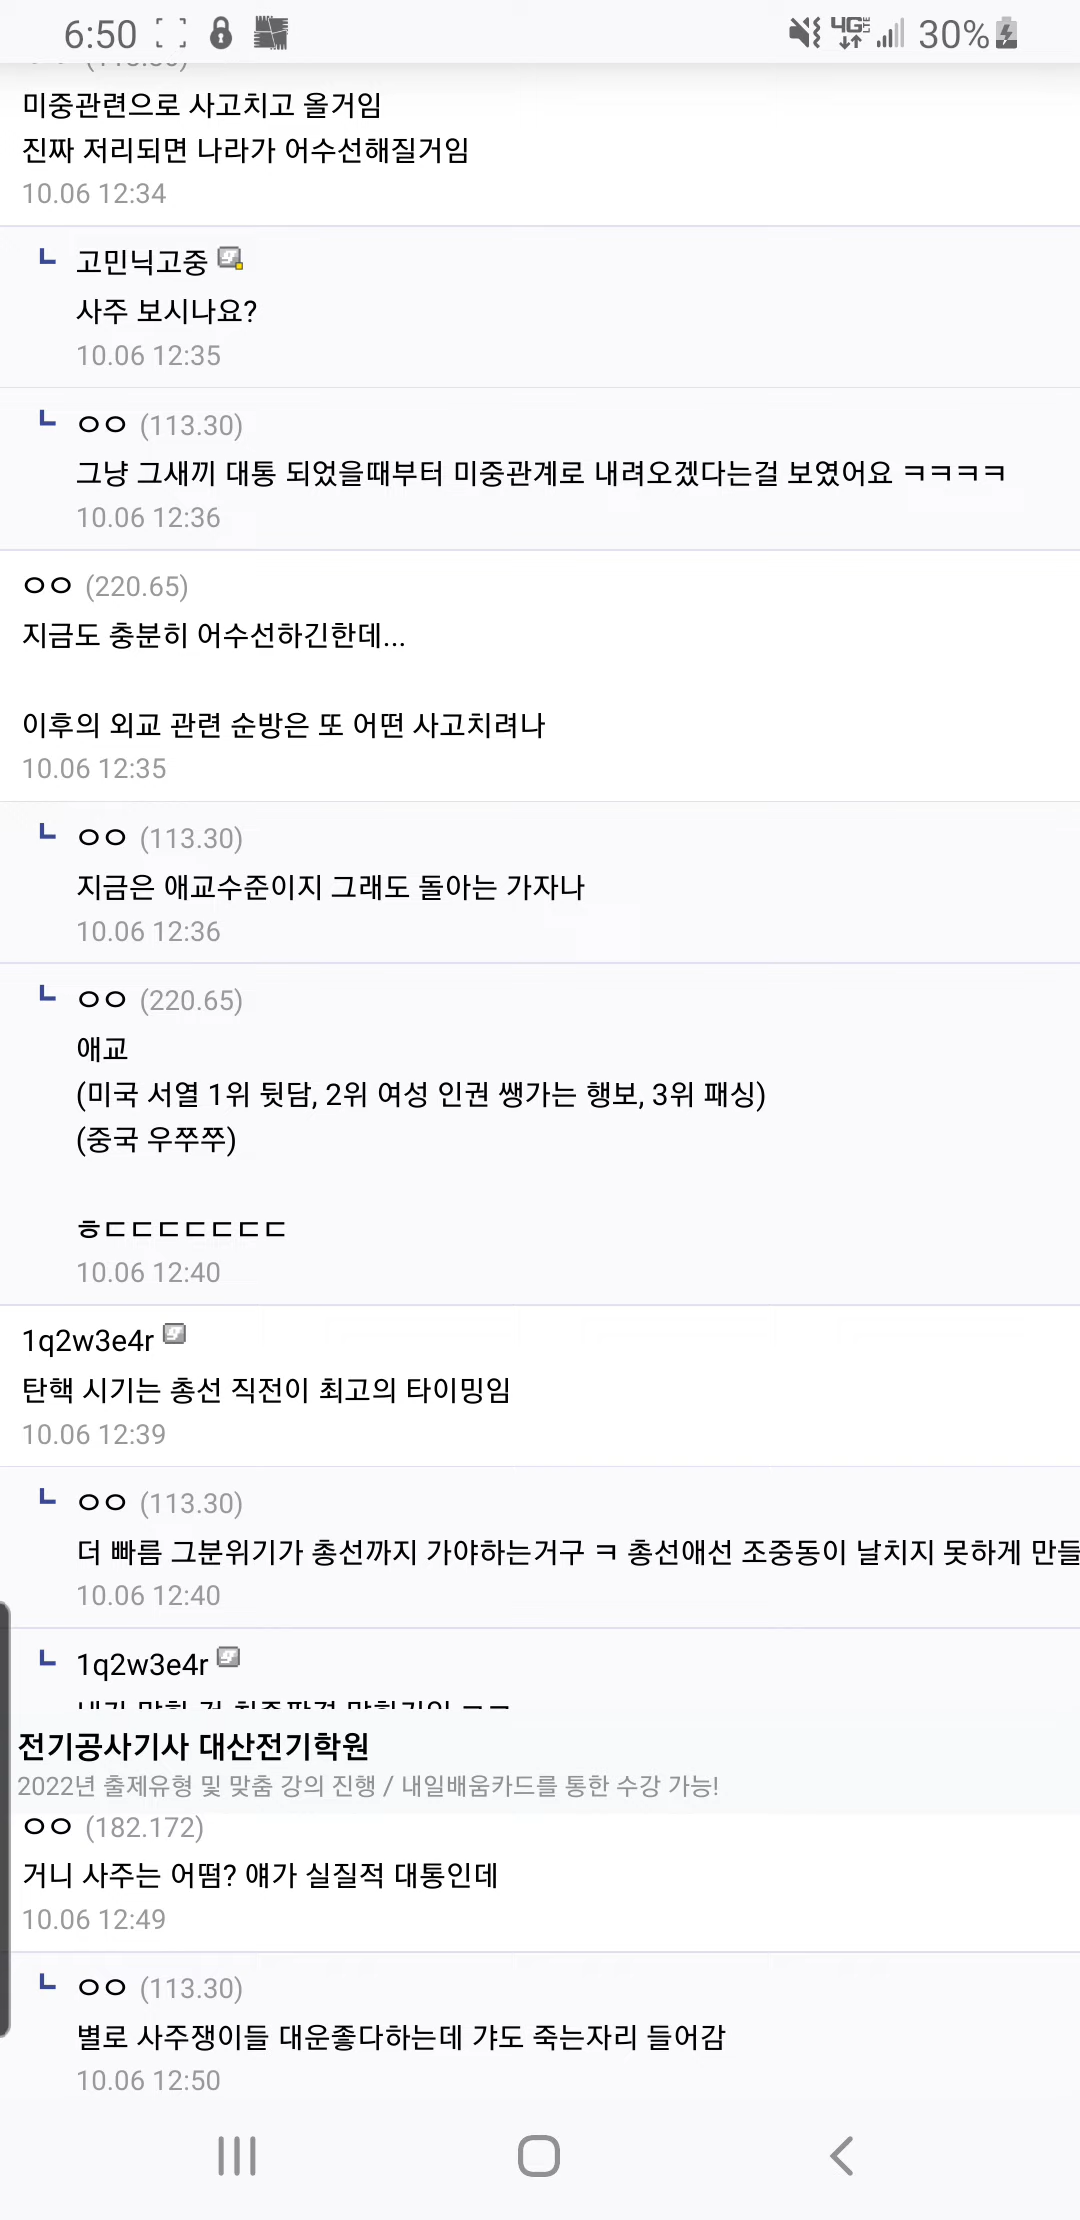 6:50
4G LTE 30%
미중관련으로 사고치고 올거임
진짜 저리되면 나라가 어수선해질거임
10.06 12:34
고민닉고중
사주 보시나요?
10.06 12:35
ㅇㅇ (113.30)
그냥 그새끼 대통 되었을때부터 미중관계로 내려오겠다는걸 보였어요 ㅋㅋㅋㅋ
10.06 12:36
ㅇㅇ (220.65)
지금도 충분히 어수선하긴한데...
이후의 외교 관련 순방은 또 어떤 사고치려나
10.06 12:35
ㅇㅇ (113.30)
지금은 애교수준이지 그래도 돌아는 가자나
10.06 12:36
ㅇㅇ (220.65)
애교
(미국 서열 1위 뒷담, 2위 여성 인권 쌩가는 행보, 3위 패싱)
(중국 우쭈쭈)
ㅎㄷㄷㄷㄷㄷㄷㄷ
10.06 12:40
1q2w3e4r
탄핵 시기는 총선 직전이 최고의 타이밍임
10.06 12:39
ㅇㅇ (113.30)
더 빠름 그분위기가 총선까지 가야하는거구 ㅋ 총선애선 조중동이 날치지 못하게 만들
10.06 12:40
1q2w3e4r
전기공사기사 대산전기학원
2022년 출제유형 및 맞춤 강의 진행 / 내일배움카드를 통한 수강 가능!
ㅇㅇ (182.172)
거니 사주는 어떰? 얘가 실질적 대통인데
10.06 12:49
ㅇㅇ (113.30)
별로 사주쟁이들 대운좋다하는데 걔도 죽는자리 들어감
10.06 12:50